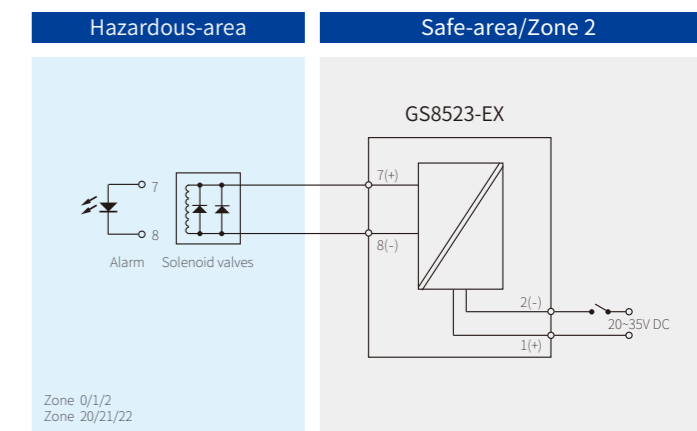 Hazardous-area
Safe-area/Zone 2
GS8523-EX
7
8
Alarm
Solenoid valves
7(+)
8(-)
2(-)
20~35V DC
1(+)
Zone 0/1/2
Zone 20/21/22